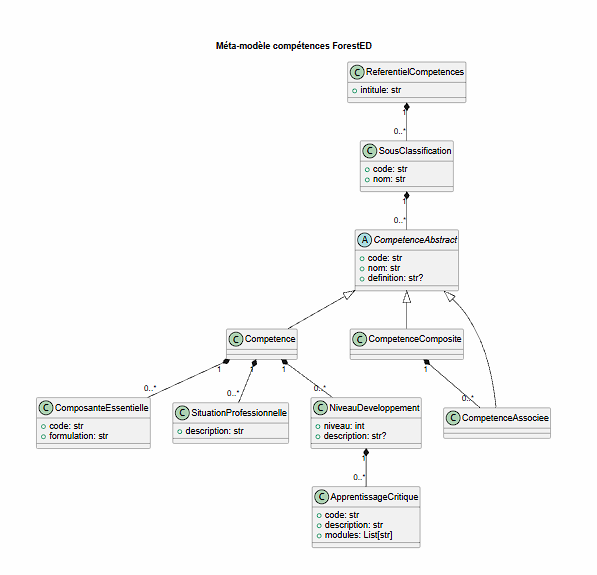 Méta-modèle compétences ForestED
C ReferentielCompetences
intitule: str
1
0..*
C SousClassification
code: str
nom: str
1
0..*
A CompetenceAbstract
code: str
nom: str
definition: str?
C Competence
C CompetenceComposite
1 1 1 1
0..* 0..* 0..* 0..*
C ComposanteEssentielle
code: str
formulation: str
C SituationProfessionnelle
description: str
C NiveauDeveloppement
niveau: int
description: str?
C CompetenceAssociee
1
0..*
C ApprentissageCritique
code: str
description: str
modules: List[str]